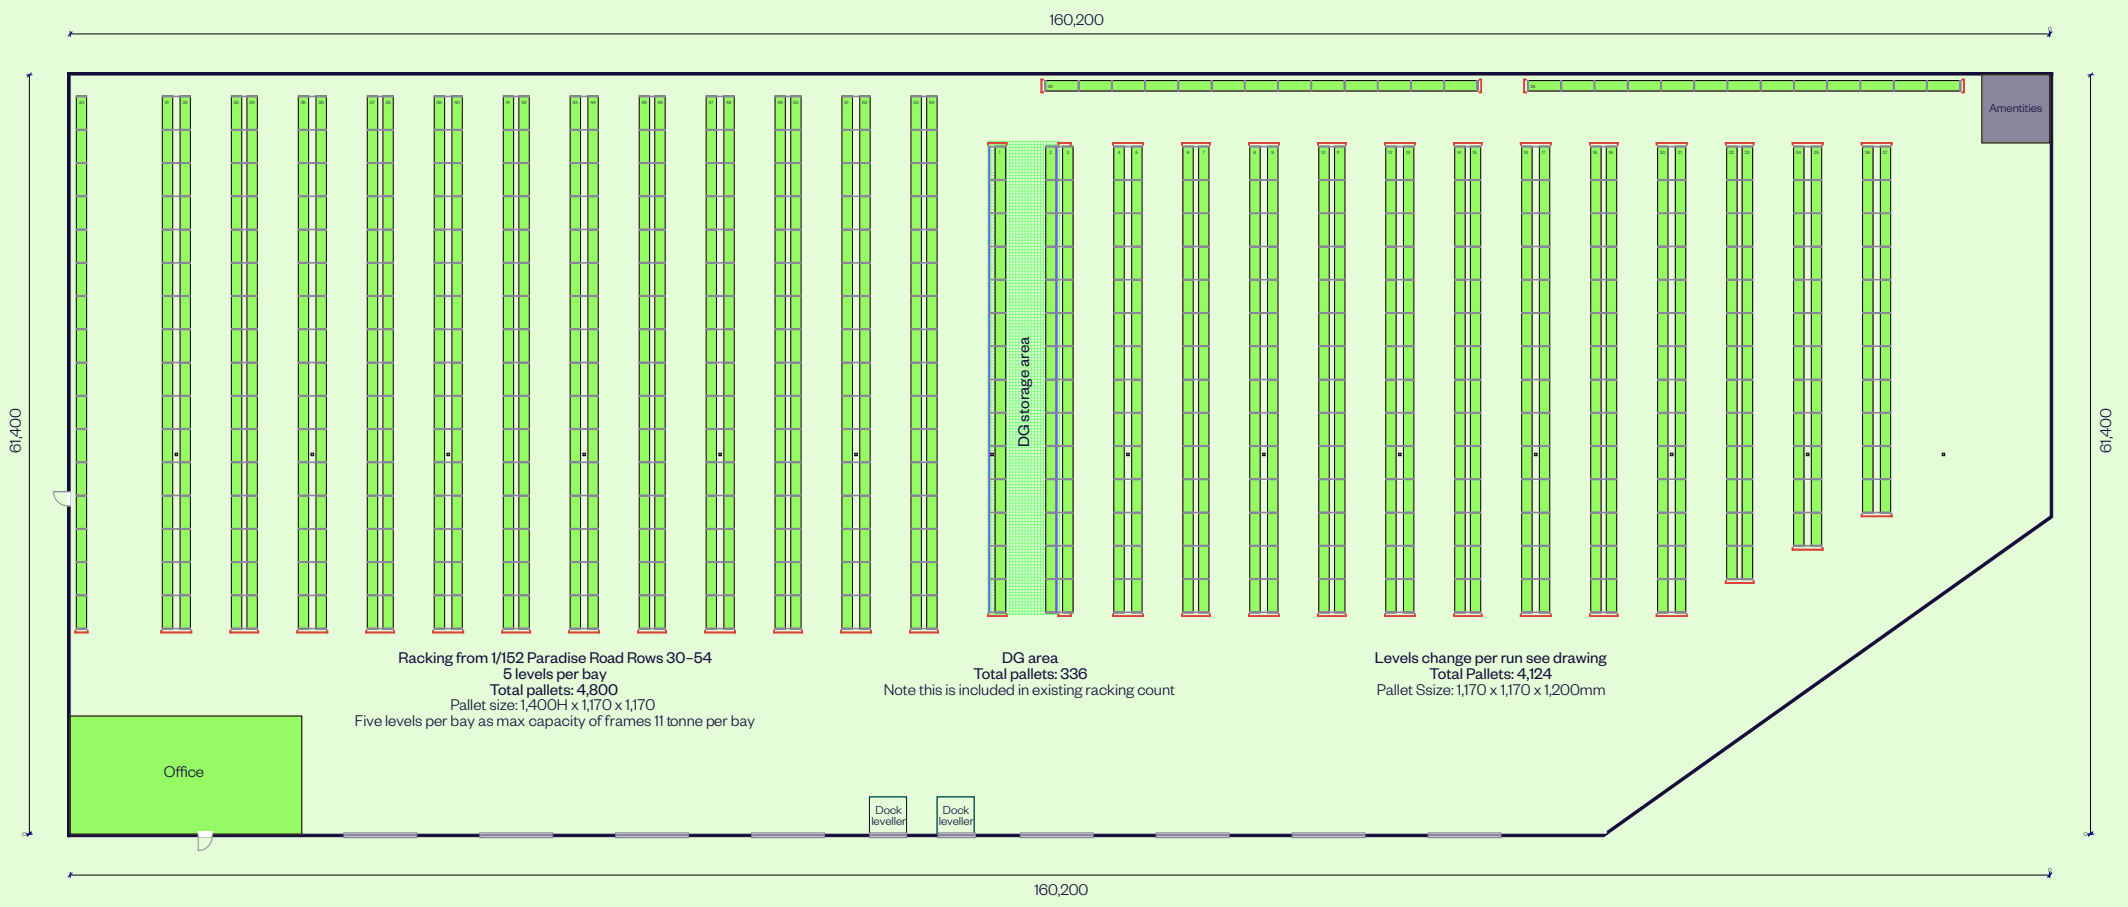 160,200
Amentities
61,400
61,400
DG storage area
Racking from 1/152 Paradise Road Rows 30–54
5 levels per bay
Total pallets: 4,800
Pallet size: 1,400H x 1,170 x 1,170
Five levels per bay as max capacity of frames 11 tonne per bay
DG area
Total pallets: 336
Note this is included in existing racking count
Levels change per run see drawing
Total Pallets: 4,124
Pallet Ssize: 1,170 x 1,170 x 1,200mm
Office
Dock
leveller
Dock
leveller
160,200